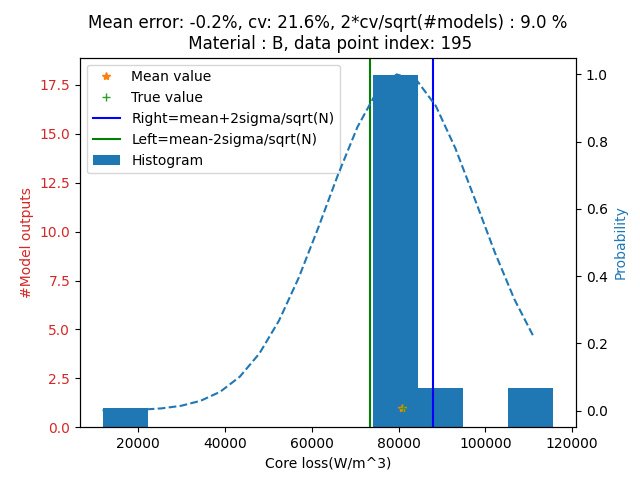 Mean error: -0.2%, cv: 21.6%, 2*cv/sqrt(#models) : 9.0 %
Material : B, data point index: 195
Mean value
True value
Right=mean+2sigma/sqrt(N)
Left=mean-2sigma/sqrt(N)
Histogram
#Model outputs
17.5
15.0
12.5
10.0
7.5
5.0
2.5
0.0
1.0
0.8
0.6
0.4
0.2
0.0
Probability
20000 40000 60000 80000 100000 120000
Core loss(W/m^3)